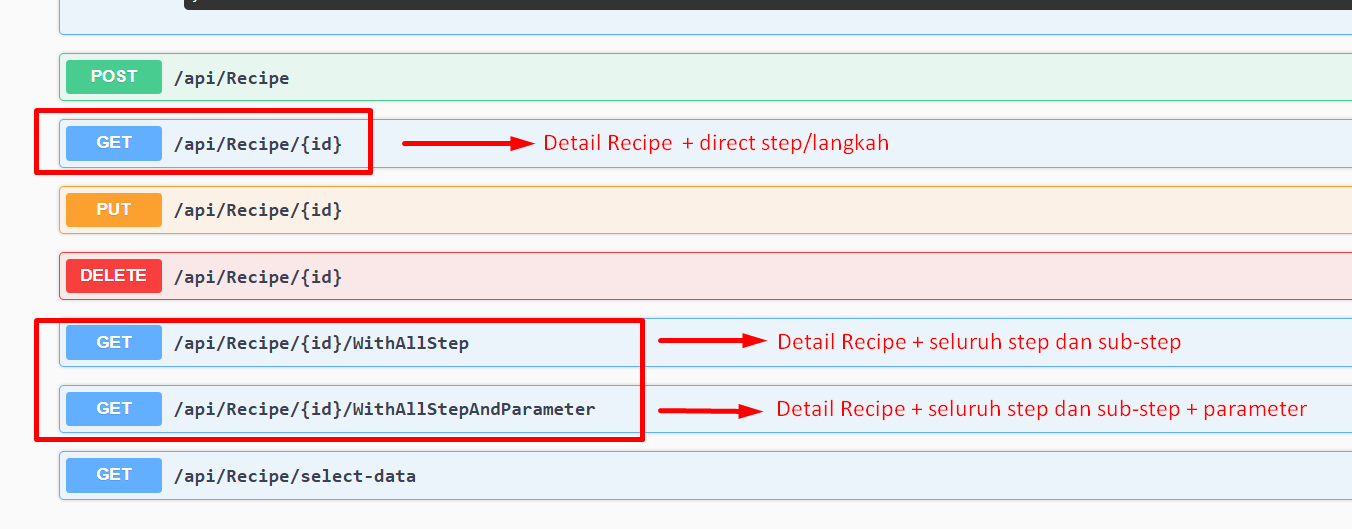 POST /api/Recipe
GET /api/Recipe/{id} Detail Recipe + direct step/langkah
PUT /api/Recipe/{id}
DELETE /api/Recipe/{id}
GET /api/Recipe/{id}/WithAllStep Detail Recipe + seluruh step dan sub-step
GET /api/Recipe/{id}/WithAllStepAndParameter Detail Recipe + seluruh step dan sub-step + parameter
GET /api/Recipe/select-data